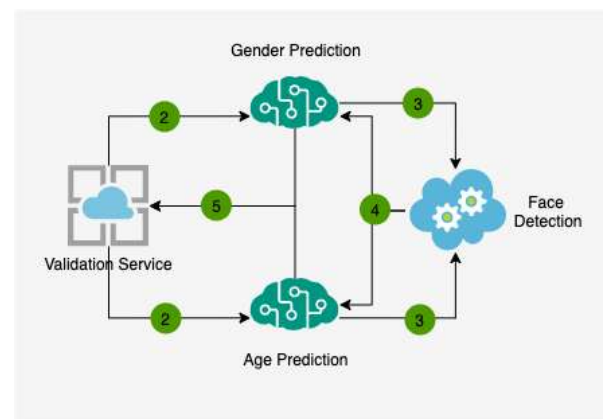 Gender Prediction
2
3
5
4
Face
Detection
Validation Service
2
3
Age Prediction